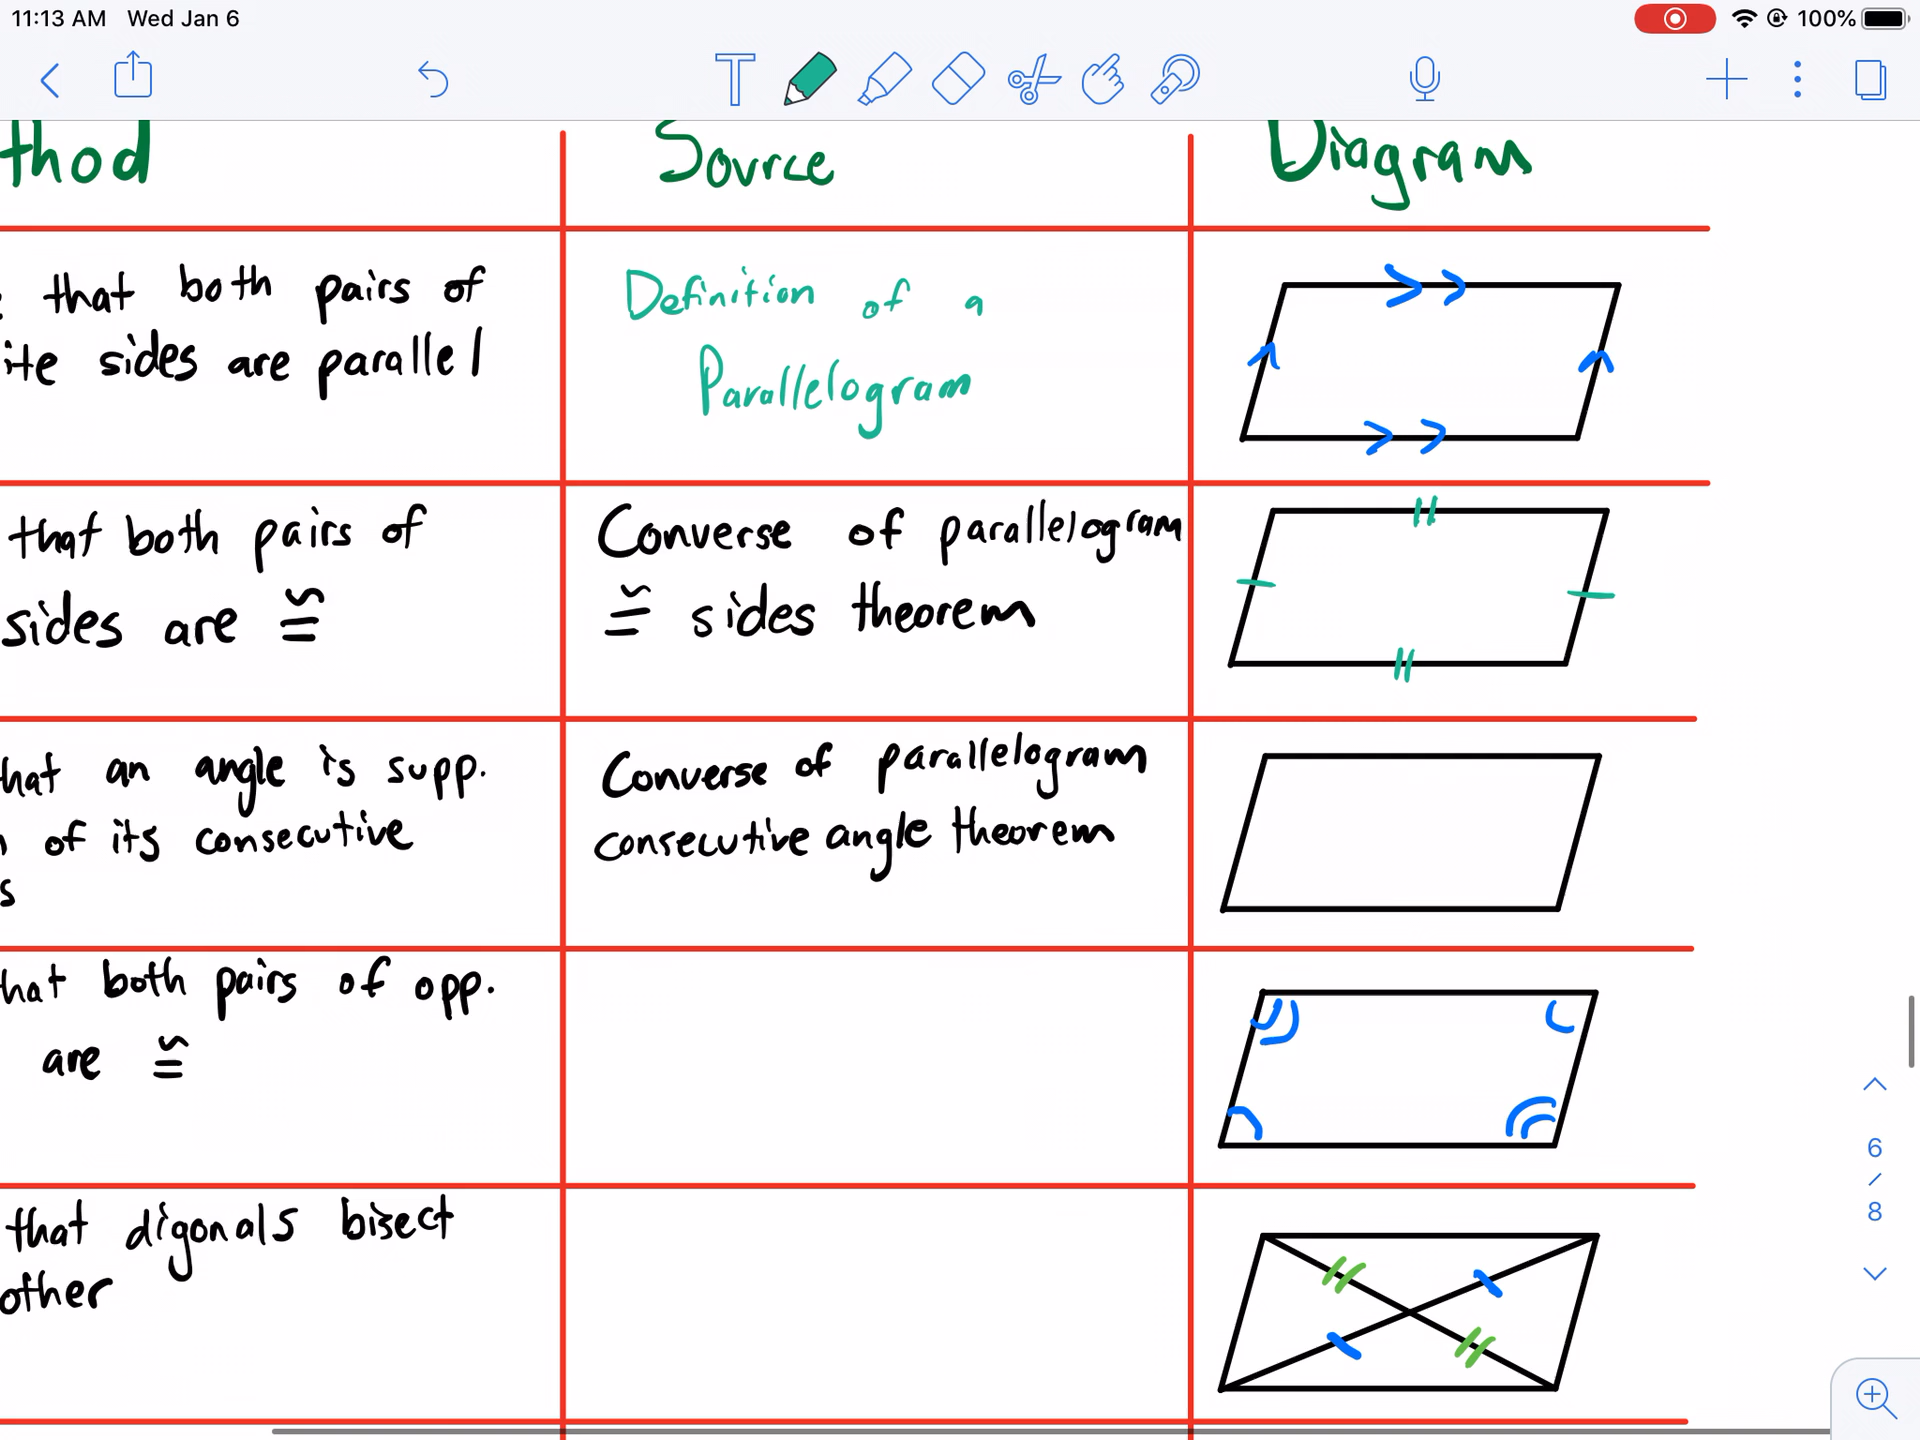 11:13 AM Wed Jan 6
100%
thod
Source
Diagram
that both pairs of
ite sides are parallel
Definition of a
Parallelogram
that both pairs of
sides are ≅
Converse of parallelogram
≅ sides theorem
hat an angle is supp.
of its consecutive
s
Converse of parallelogram
consecutive angle theorem
hat both pairs of opp.
are ≅
that digonals bisect
other
6
/
8